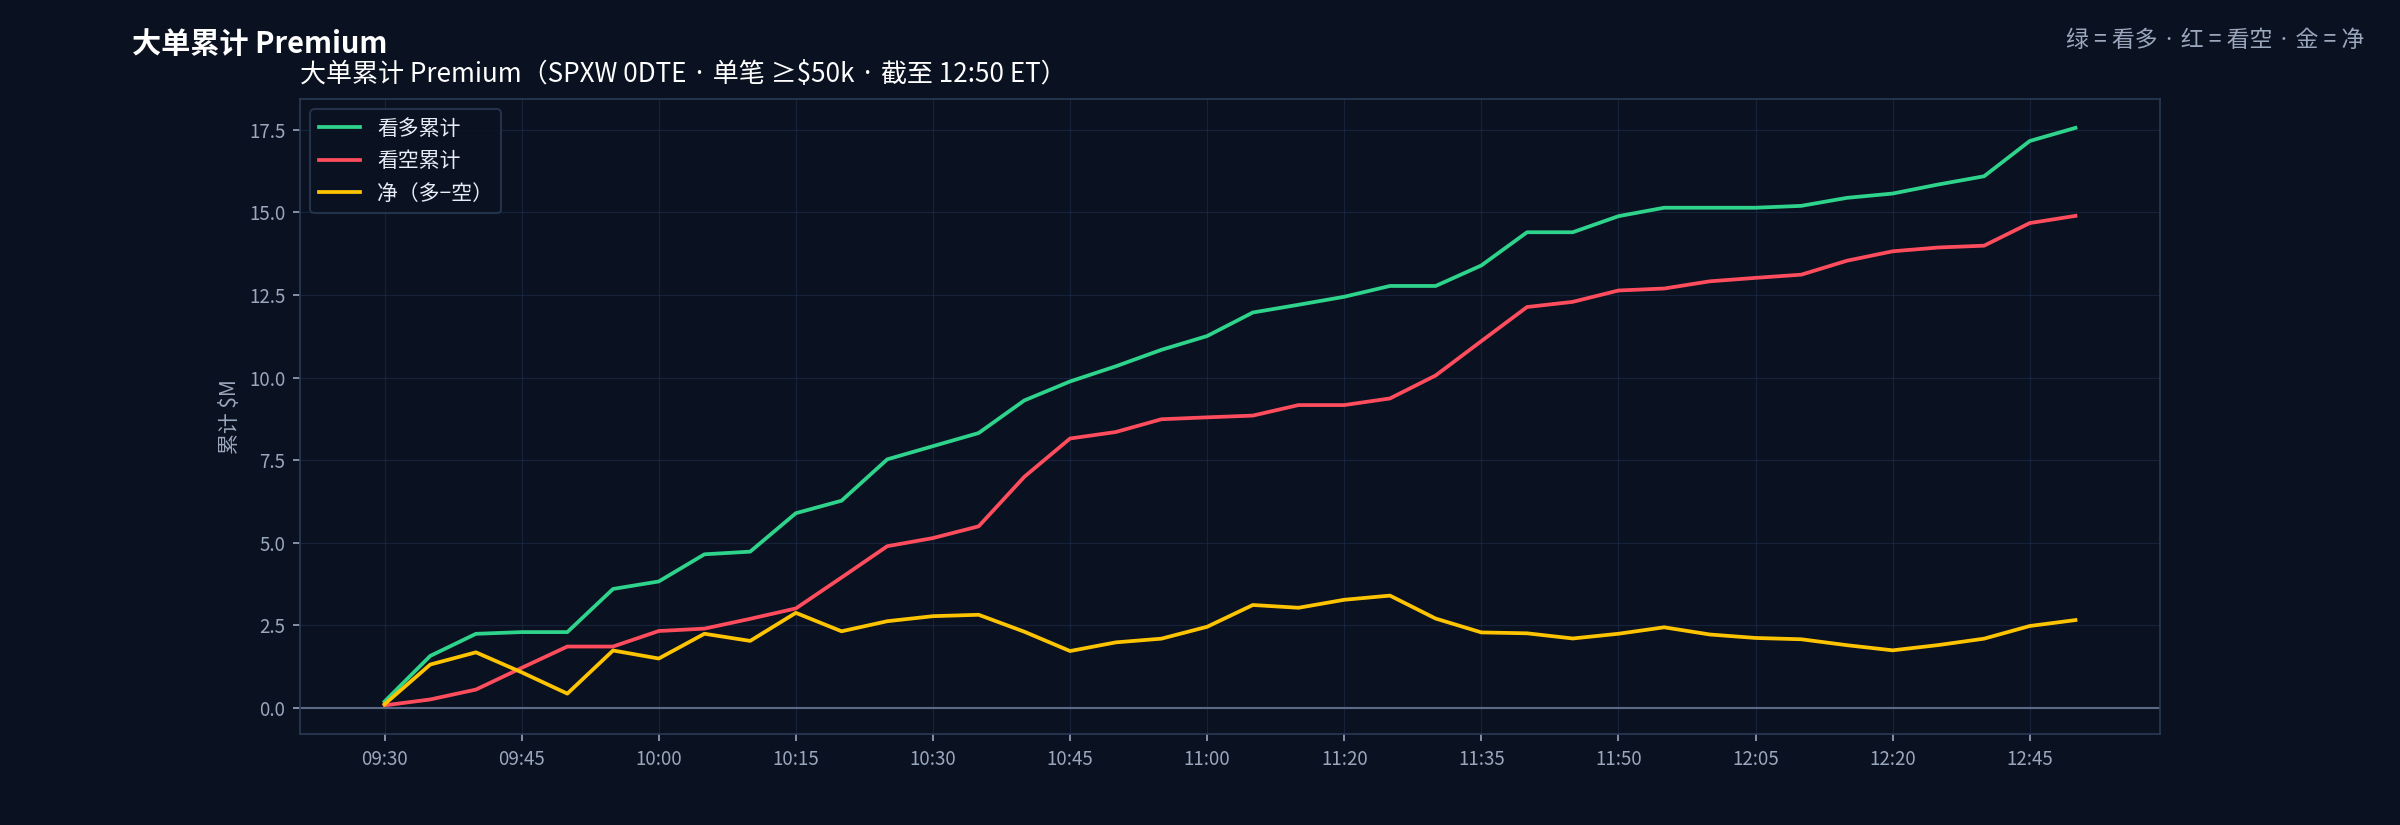 大单累计 Premium
绿 = 看多 · 红 = 看空 · 金 = 净
大单累计 Premium（SPXW 0DTE · 单笔 ≥$50k · 截至 12:50 ET）
看多累计
看空累计
净（多−空）
累计 $M
17.5
15.0
12.5
10.0
7.5
5.0
2.5
0.0
09:30 09:45 10:00 10:15 10:30 10:45 11:00 11:20 11:35 11:50 12:05 12:20 12:45